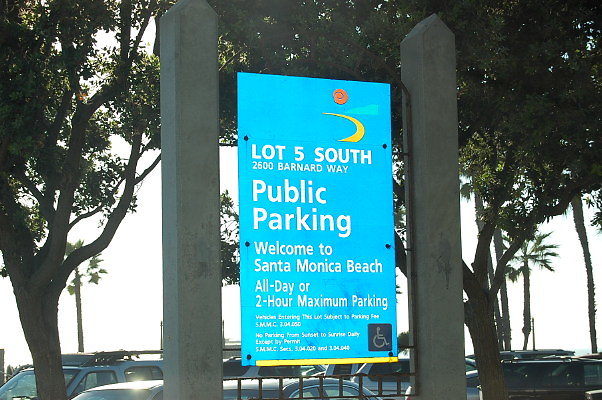 LOT 5 SOUTH
2600 BARNARD WAY
Public
Parking
Welcome to
Santa Monica Beach
All-Day or
2-Hour Maximum Parking
Vehicles Entering This Lot Subject to Parking Fee
S.M.M.C. 3.04.050
No Parking From Sunset to Sunrise Daily
Except by Permit
S.M.M.C. Secs. 3.04.020 and 3.04.040